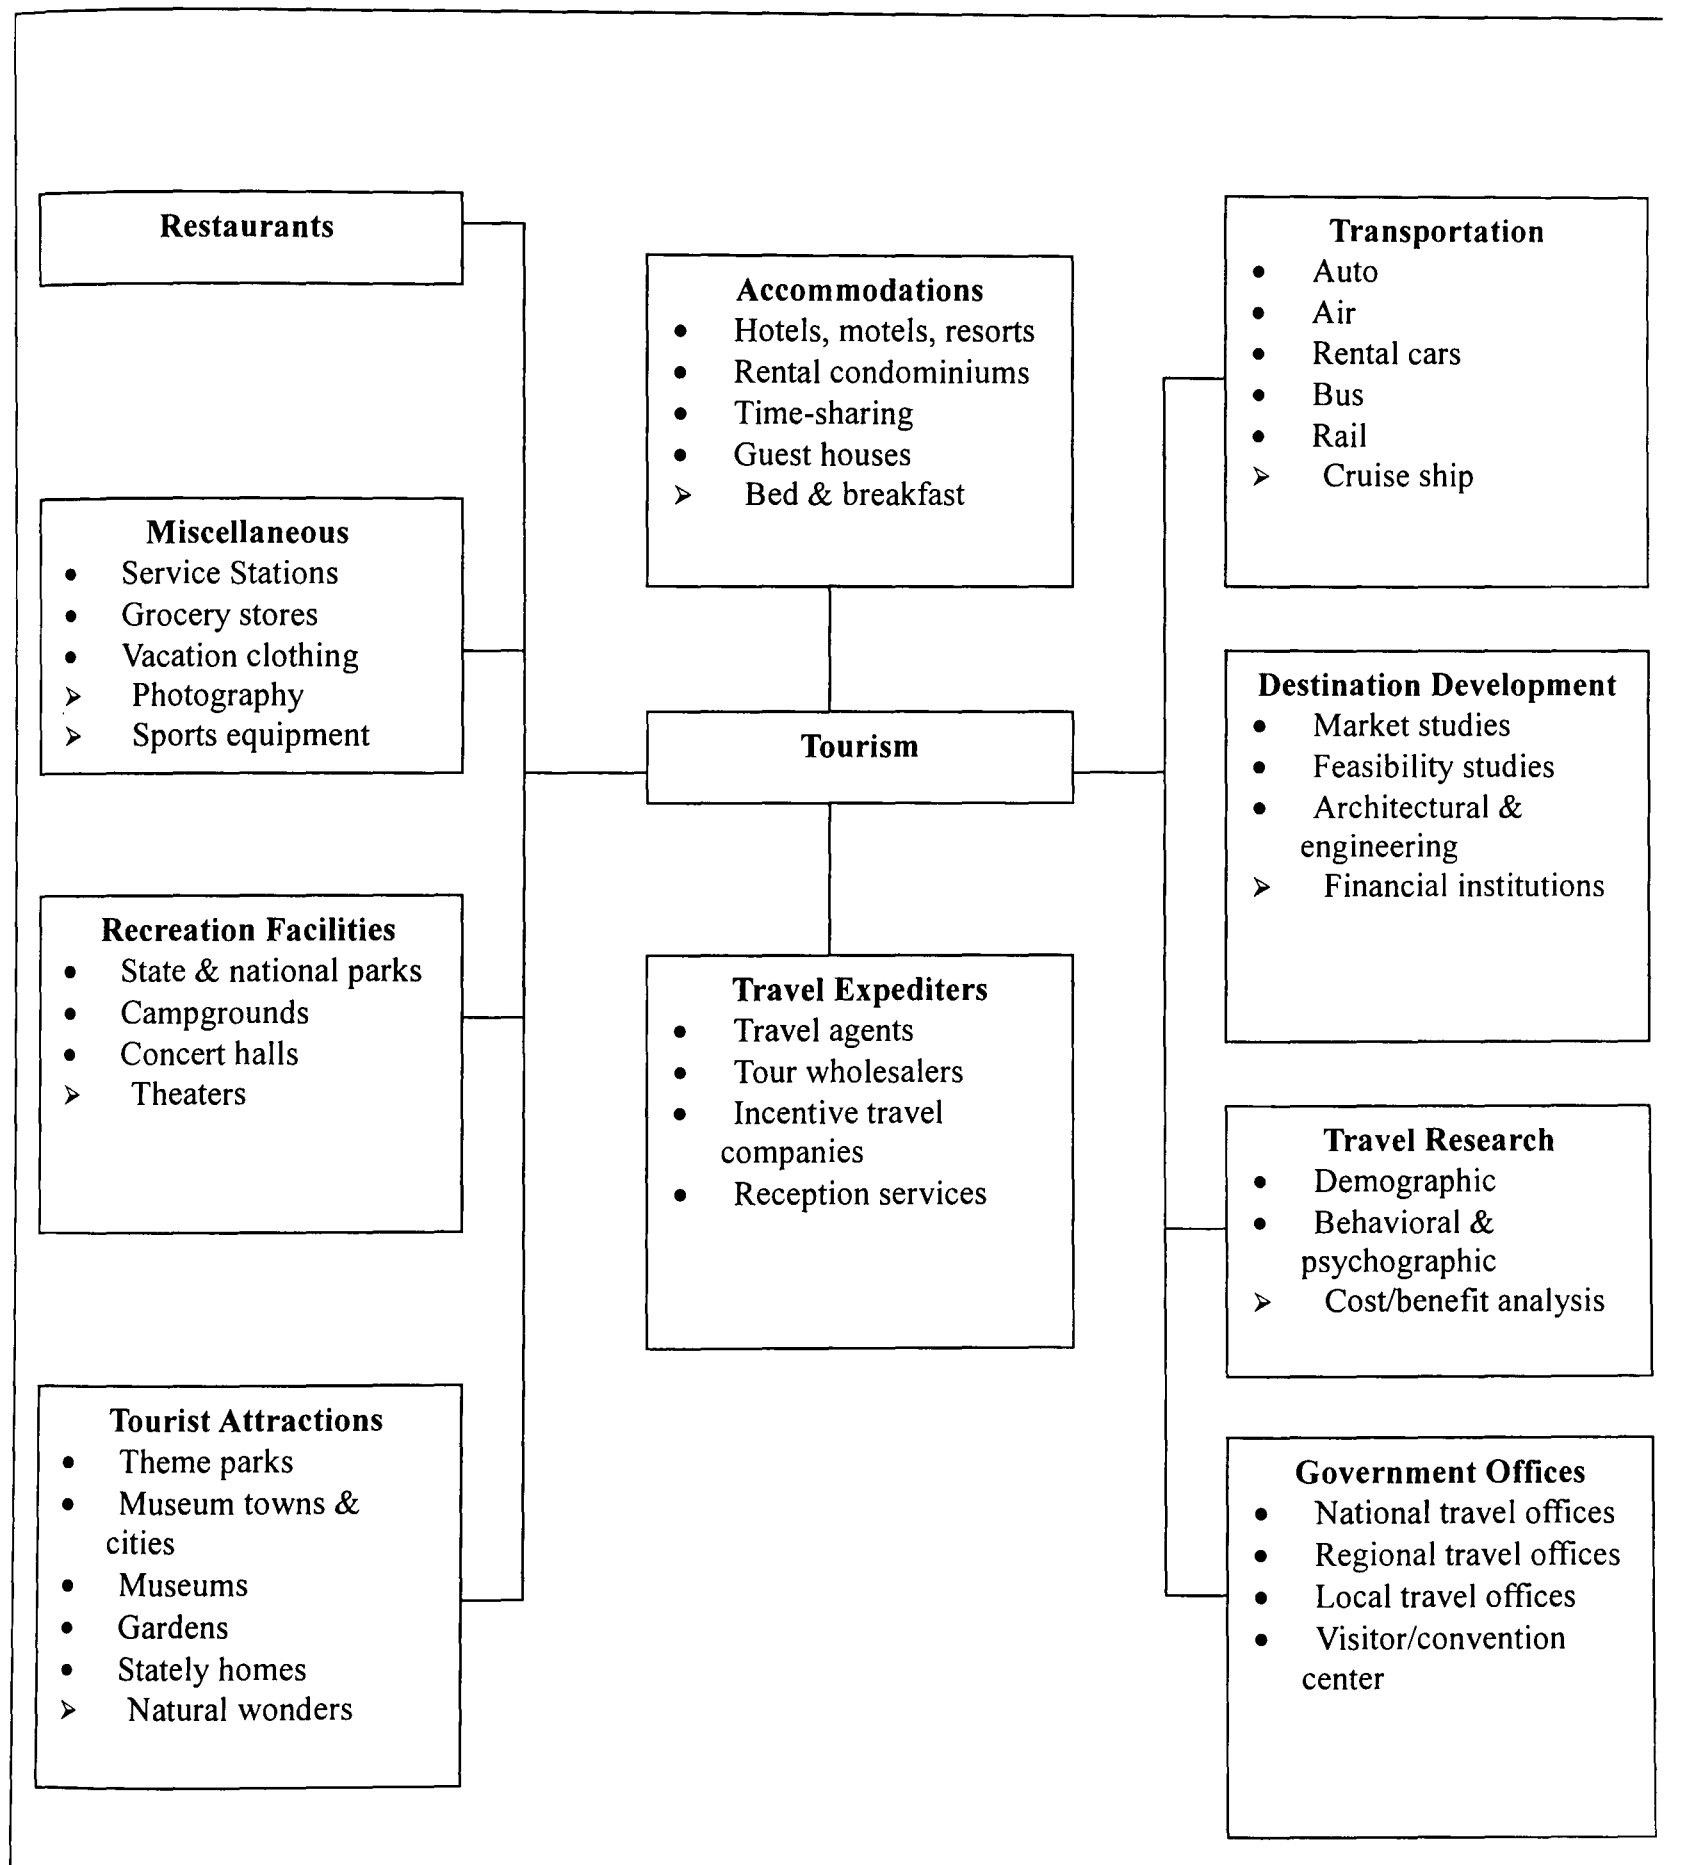 Restaurants
Miscellaneous
• Service Stations
• Grocery stores
• Vacation clothing
➢ Photography
➢ Sports equipment
Recreation Facilities
• State & national parks
• Campgrounds
• Concert halls
➢ Theaters
Tourist Attractions
• Theme parks
• Museum towns &
cities
• Museums
• Gardens
• Stately homes
➢ Natural wonders
Accommodations
• Hotels, motels, resorts
• Rental condominiums
• Time-sharing
• Guest houses
➢ Bed & breakfast
Tourism
Travel Expediters
• Travel agents
• Tour wholesalers
• Incentive travel
companies
• Reception services
Transportation
• Auto
• Air
• Rental cars
• Bus
• Rail
➢ Cruise ship
Destination Development
• Market studies
• Feasibility studies
• Architectural &
engineering
➢ Financial institutions
Travel Research
• Demographic
• Behavioral &
psychographic
➢ Cost/benefit analysis
Government Offices
• National travel offices
• Regional travel offices
• Local travel offices
• Visitor/convention
center